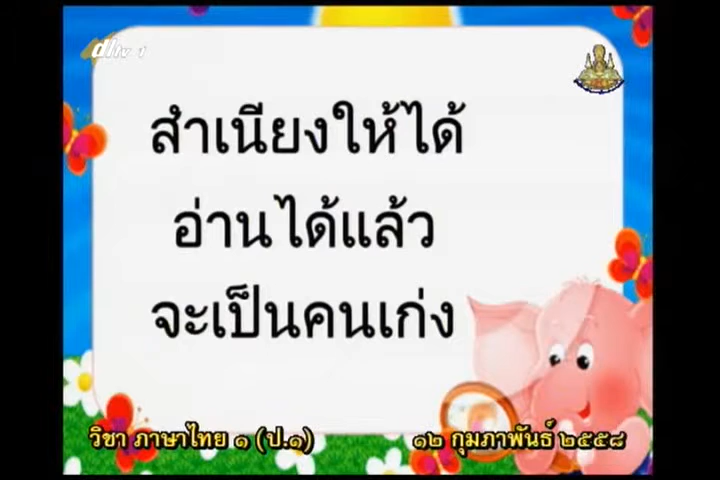 dltv 1
สำเนียงให้ได้
อ่านได้แล้ว
จะเป็นคนเก่ง
วิชา ภาษาไทย ๑ (ป.๑)
๑๒ กุมภาพันธ์ ๒๕๕๘